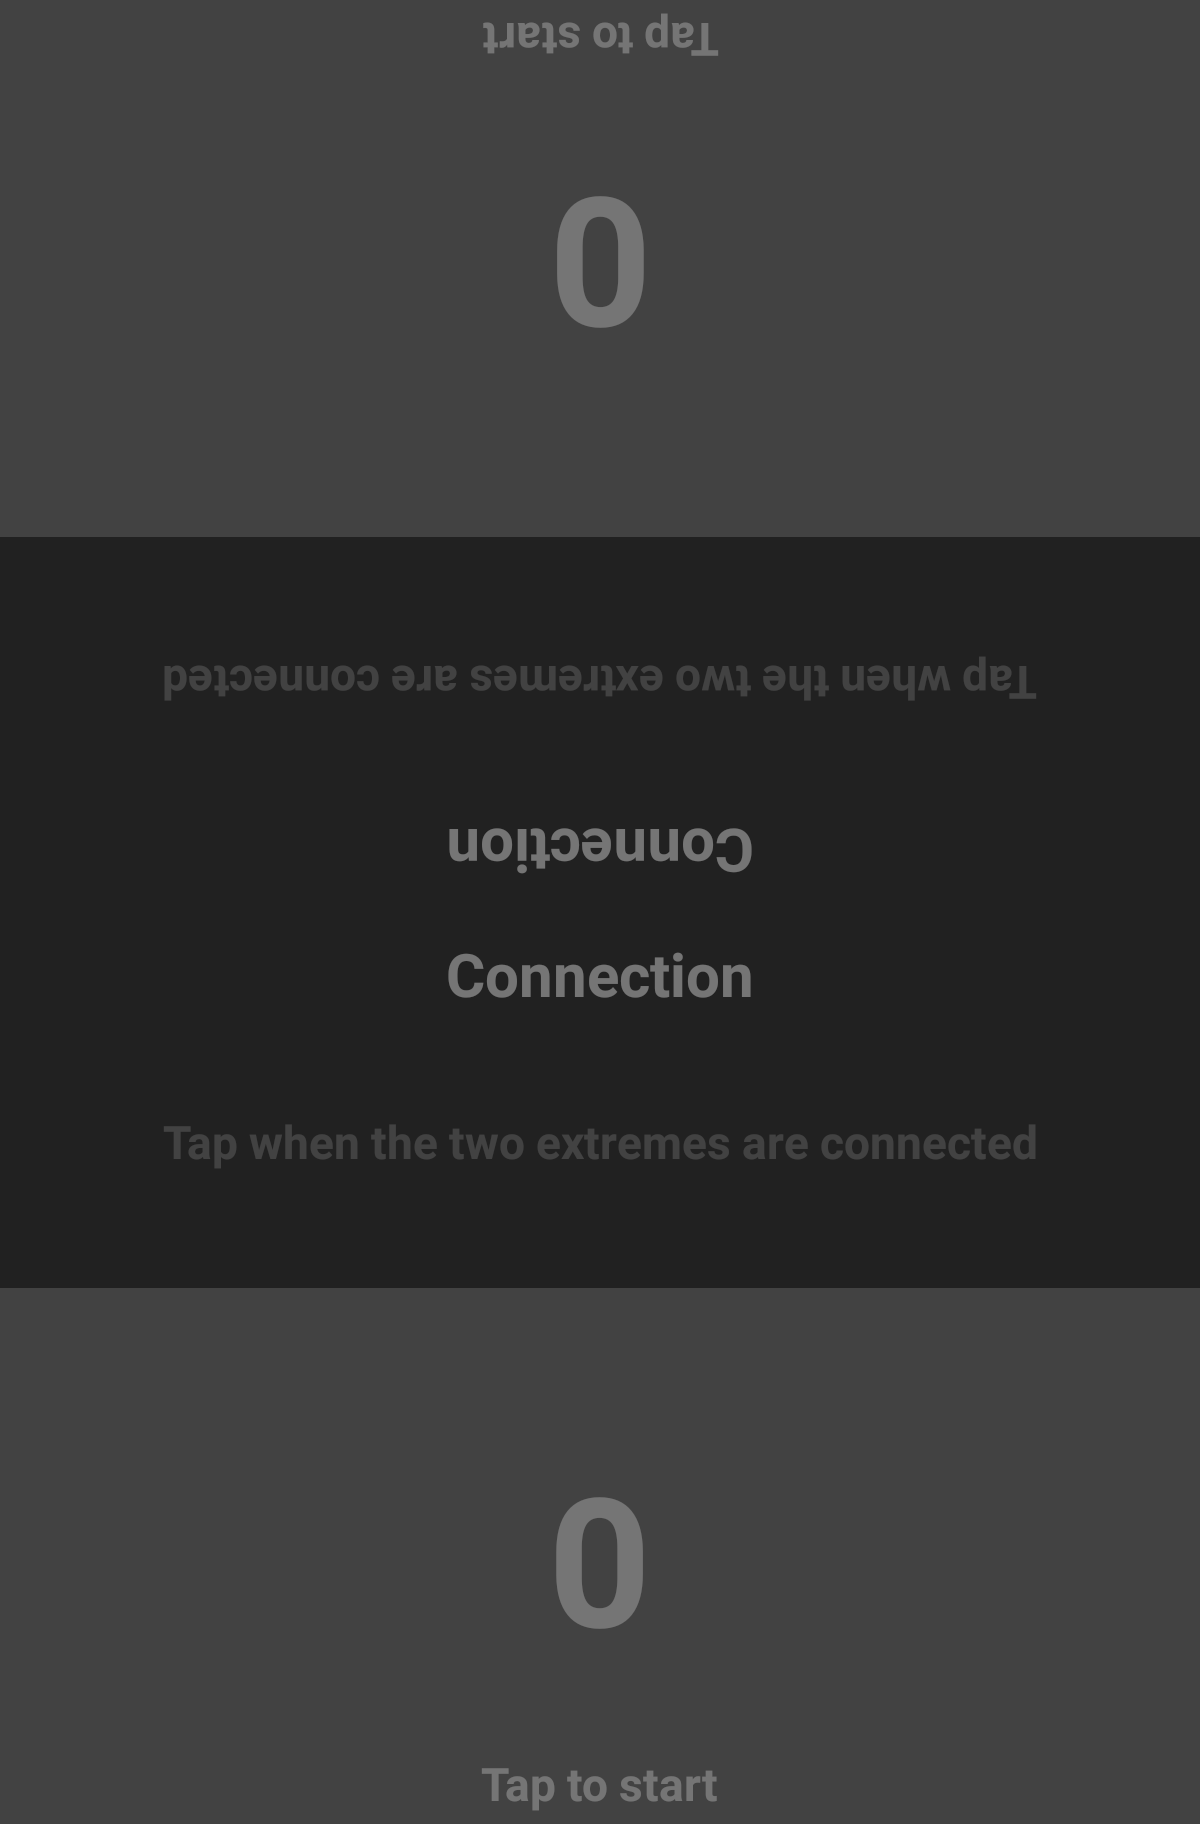 Tap to start
0
Tap when the two extremes are connected
Connection
Connection
Tap when the two extremes are connected
0
Tap to start